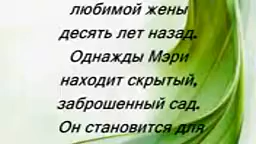 любимой жены
десять лет назад.
Однажды Мэри
находит скрытый,
заброшенный сад.
Он становится для